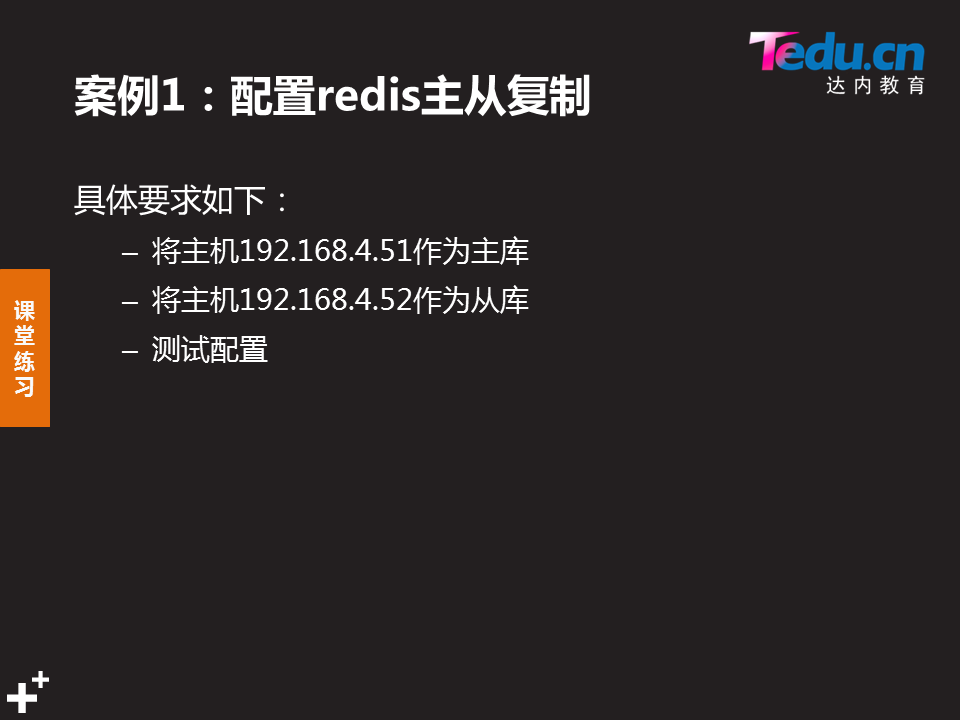 Tedu.cn
达内教育
案例1：配置redis主从复制
具体要求如下：
– 将主机192.168.4.51作为主库
– 将主机192.168.4.52作为从库
– 测试配置
课
堂
练
习